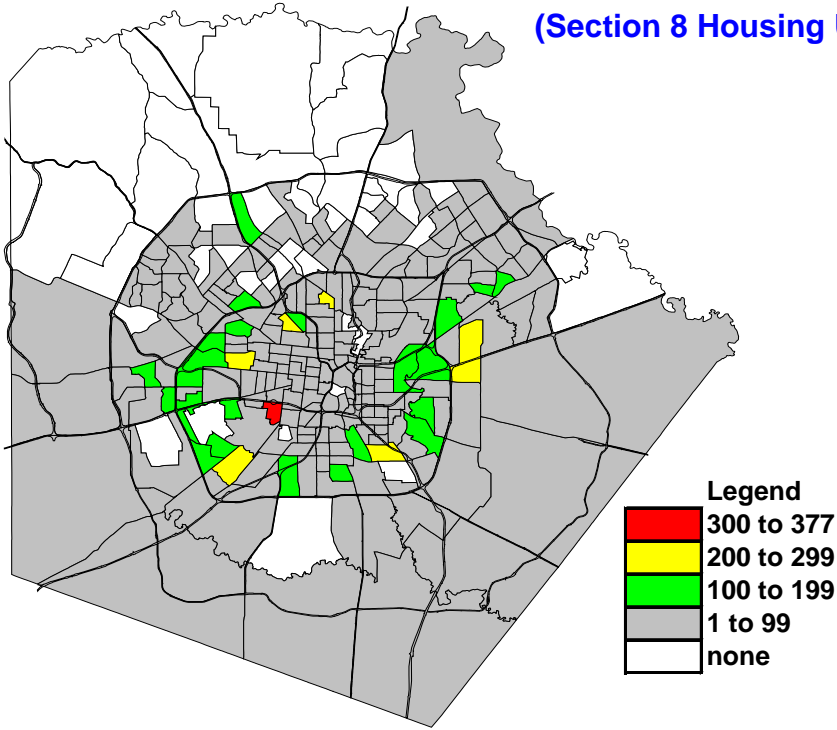 (Section 8 Housing
Legend
300 to 377
200 to 299
100 to 199
1 to 99
none